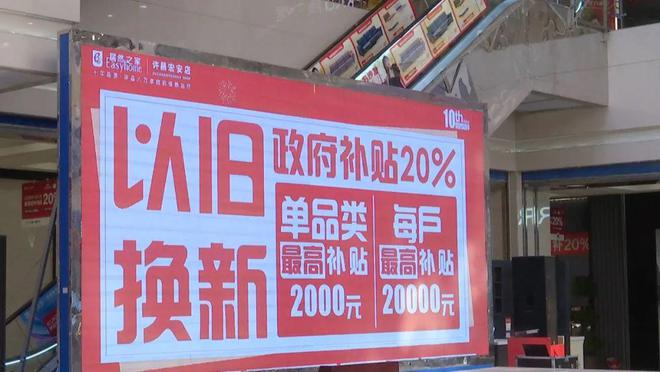 居然之家
Easyhome
许昌宏安店
10th
以旧
换新
政府补贴20%
单品类
最高补贴
2000元
每户
最高补贴
20000元
20%